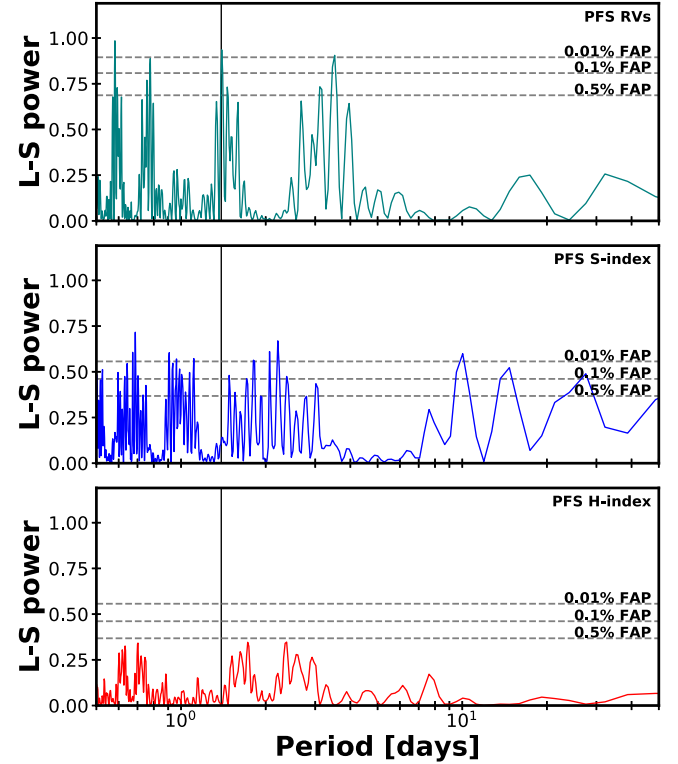 PFS RVs
1.00
0.01% FAP
0.1% FAP
0.75
0.5% FAP
0.50
0.25
0.00
L-S power
PFS S-index
1.00
0.75
0.01% FAP
0.1% FAP
0.50
0.5% FAP
0.25
0.00
L-S power
PFS H-index
1.00
0.75
0.01% FAP
0.50
0.1% FAP
0.5% FAP
0.25
0.00
L-S power
10⁰ 10¹
Period [days]